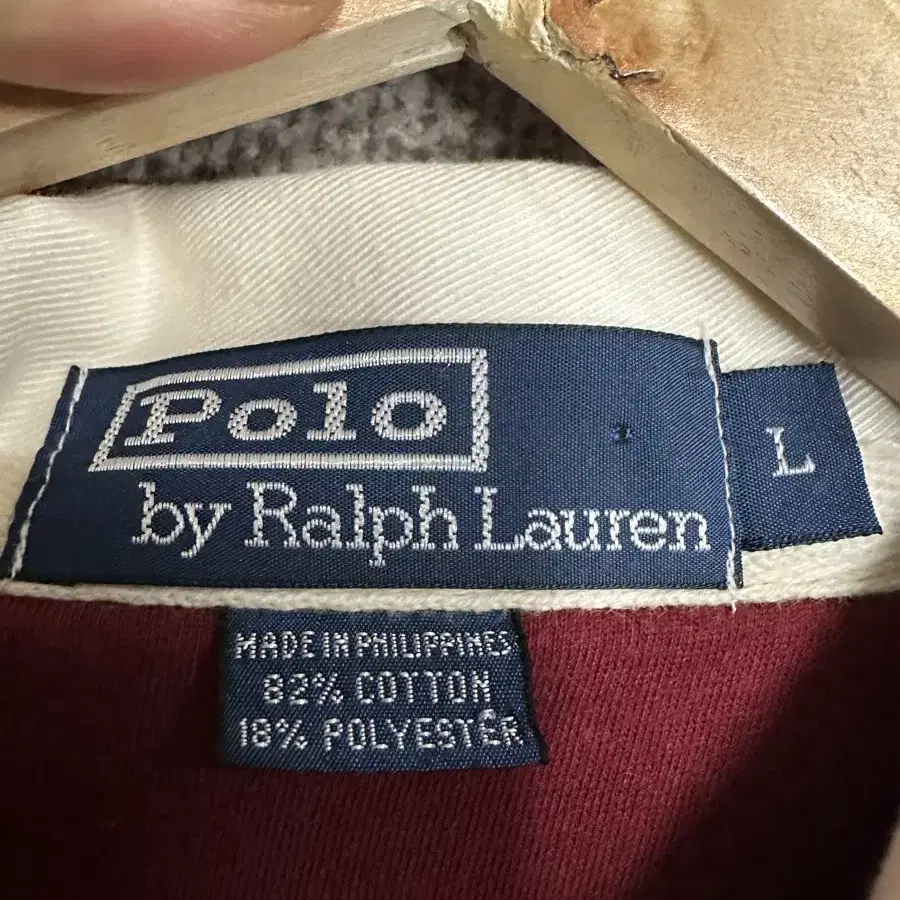 Polo
by Ralph Lauren
L
MADE IN PHILIPPINES
82% COTTON
18% POLYESTER